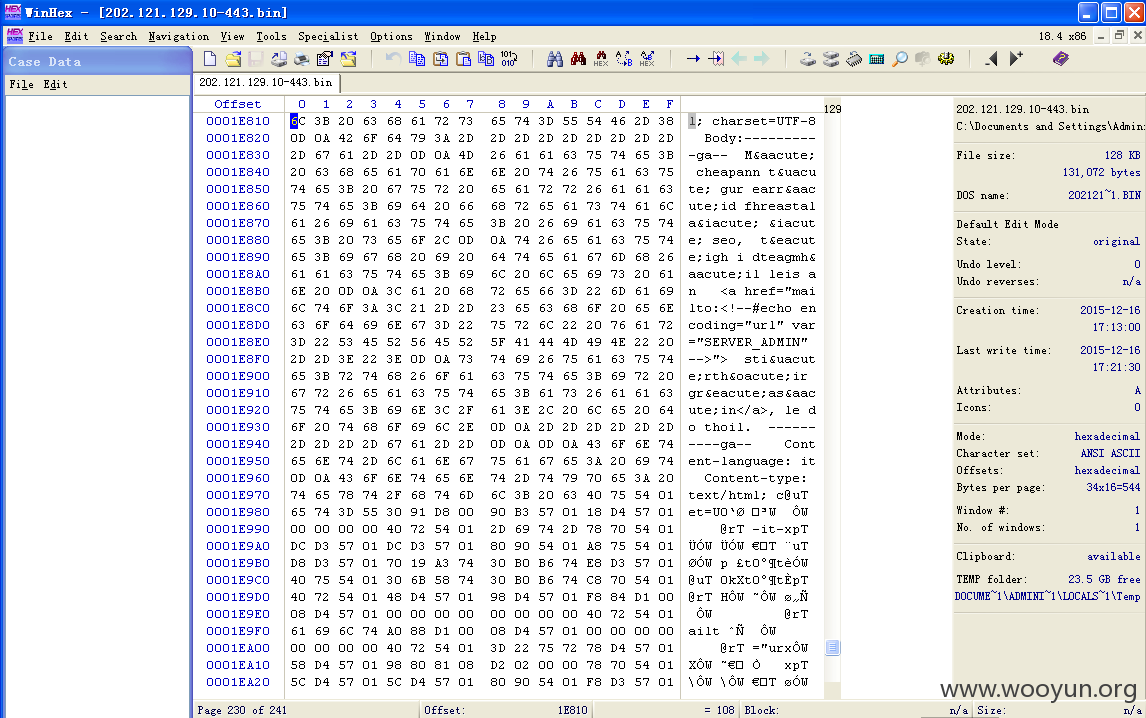 WinHex - [202.121.129.10-443.bin]
File Edit Search Navigation View Tools Specialist Options Window Help
18.4 x86
Case Data
File Edit
202.121.129.10-443.bin
Offset 0 1 2 3 4 5 6 7 8 9 A B C D E F
129
0001E810 6C 3B 20 63 68 61 72 73 65 74 3D 55 54 46 2D 38 l; charset=UTF-8
0001E820 0D 0A 42 6F 64 79 3A 2D 2D 2D 2D 2D 2D 2D 2D 2D Body:---------
0001E830 2D 67 61 2D 2D 0D 0A 4D 26 61 61 63 75 74 65 3B -ga-- M&aacute;
0001E840 20 63 68 65 61 70 61 6E 6E 20 74 26 75 61 63 75 cheapann t&uacu
0001E850 74 65 3B 20 67 75 72 20 65 61 72 72 26 61 61 63 te; gur earr&aac
0001E860 75 74 65 3B 69 64 20 66 68 72 65 61 73 74 61 6C ute;id fhreastal
0001E870 61 26 69 61 63 75 74 65 3B 20 26 69 61 63 75 74 a&iacute; &iacut
0001E880 65 3B 20 73 65 6F 2C 0D 0A 74 26 65 61 63 75 74 e; seo, t&eacut
0001E890 65 3B 69 67 68 20 69 20 64 74 65 61 67 6D 68 26 e;igh i dteagmh&
0001E8A0 61 61 63 75 74 65 3B 69 6C 20 6C 65 69 73 20 61 aacute;il leis a
0001E8B0 6E 20 0D 0A 3C 61 20 68 72 65 66 3D 22 6D 61 69 n <a href="mai
0001E8C0 6C 74 6F 3A 3C 21 2D 2D 23 65 63 68 6F 20 65 6E lto:<!--#echo en
0001E8D0 63 6F 64 69 6E 67 3D 22 75 72 6C 22 20 76 61 72 coding="url" var
0001E8E0 3D 22 53 45 52 56 45 52 5F 41 44 4D 49 4E 22 20 ="SERVER_ADMIN"
0001E8F0 2D 2D 3E 22 3E 0D 0A 73 74 69 26 75 61 63 75 74 -->"> sti&uacut
0001E900 65 3B 72 74 68 26 6F 61 63 75 74 65 3B 69 72 20 e;rth&oacute;ir
0001E910 67 72 26 65 61 63 75 74 65 3B 61 73 26 61 61 63 gr&eacute;as&aac
0001E920 75 74 65 3B 69 6E 3C 2F 61 3E 2C 20 6C 65 20 64 ute;in</a>, le d
0001E930 6F 20 74 68 6F 69 6C 2E 0D 0A 2D 2D 2D 2D 2D 2D o thoil. ------
0001E940 2D 2D 2D 2D 67 61 2D 2D 0D 0A 0D 0A 43 6F 6E 74 ----ga-- Cont
0001E950 65 6E 74 2D 6C 61 6E 67 75 61 67 65 3A 20 69 74 ent-language: it
0001E960 0D 0A 43 6F 6E 74 65 6E 74 2D 74 79 70 65 3A 20 Content-type:
0001E970 74 65 78 74 2F 68 74 6D 6C 3B 20 63 40 75 54 01 text/html; c@uT
0001E980 65 74 3D 55 30 91 D8 00 90 B3 57 01 18 D4 57 01 et=U0‘Ø ³W ÔW
0001E990 00 00 00 00 40 72 54 01 2D 69 74 2D 78 70 54 01 @rT -it-xpT
0001E9A0 DC D3 57 01 DC D3 57 01 80 90 54 01 A8 75 54 01 ÜÓW ÜÓW €T ¨uT
0001E9B0 D8 D3 57 01 70 19 A3 74 30 B0 B6 74 E8 D3 57 01 ØÓW p £t0°¶tèÓW
0001E9C0 40 75 54 01 30 6B 58 74 30 B0 B6 74 C8 70 54 01 @uT 0kXt0°¶tÈpT
0001E9D0 40 72 54 01 48 D4 57 01 98 D4 57 01 F8 84 D1 00 @rT HÔW ˜ÔW ø„Ñ
0001E9E0 08 D4 57 01 00 00 00 00 00 00 00 00 40 72 54 01 ÔW @rT
0001E9F0 61 69 6C 74 A0 88 D1 00 08 D4 57 01 00 00 00 00 ailt ˆÑ ÔW
0001EA00 00 00 00 00 40 72 54 01 3D 22 75 72 78 D4 57 01 @rT ="urxÔW
0001EA10 58 D4 57 01 98 80 81 08 D2 02 00 00 78 70 54 01 XÔW ˜€ Ò xpT
0001EA20 5C D4 57 01 5C D4 57 01 80 90 54 01 F8 D3 57 01 \ÔW \ÔW €T øÓW
202.121.129.10-443.bin
C:\Documents and Settings\Admin:
File size: 128 KB
131,072 bytes
DOS name: 202121~1.BIN
Default Edit Mode
State: original
Undo level: 0
Undo reverses: n/a
Creation time: 2015-12-16
17:13:00
Last write time: 2015-12-16
17:21:30
Attributes: A
Icons: 0
Mode: hexadecimal
Character set: ANSI ASCII
Offsets: hexadecimal
Bytes per page: 34x16=544
Window #: 1
No. of windows: 1
Clipboard: available
TEMP folder: 23.5 GB free
DOCUME~1\ADMINI~1\LOCALS~1\Temp
www.wooyun.org
Page 230 of 241 Offset: 1E810 = 108 Block: n/a Size: n/a